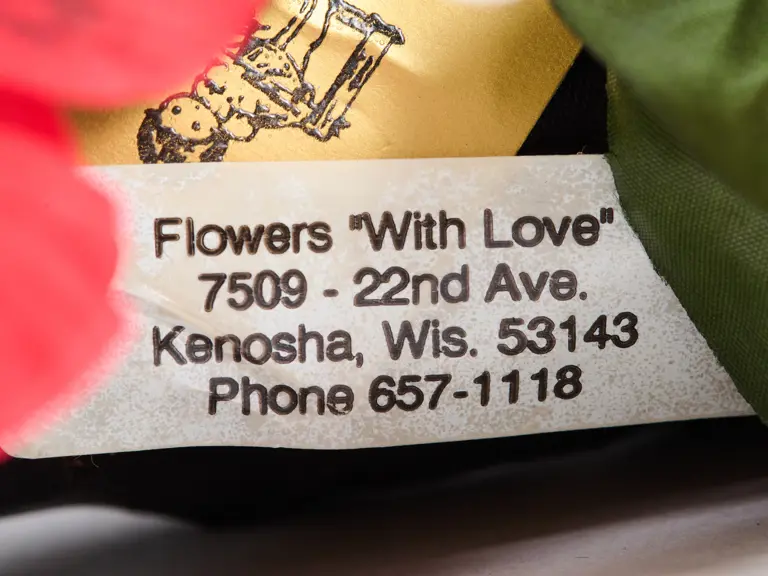 Flowers "With Love"
7509 - 22nd Ave.
Kenosha, Wis. 53143
Phone 657-1118